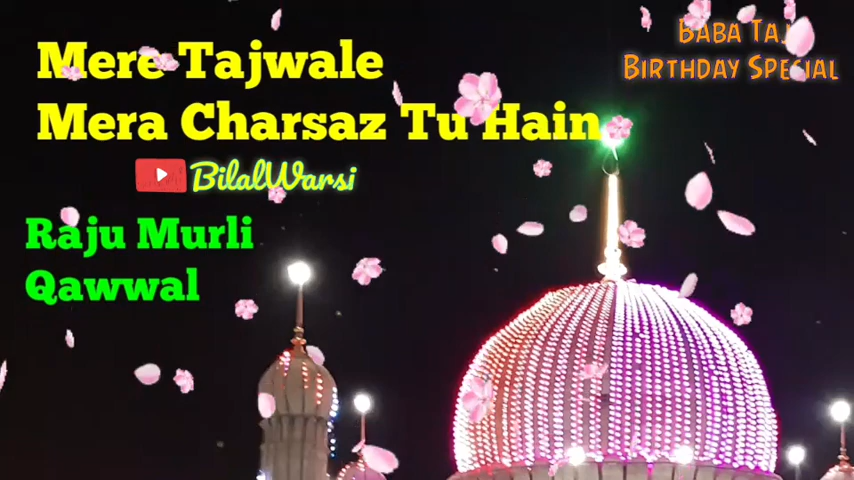 Mere Tajwale
Mera Charsaz Tu Hain
BilalWarsi
Raju Murli
Qawwal
Baba Taj
Birthday Special